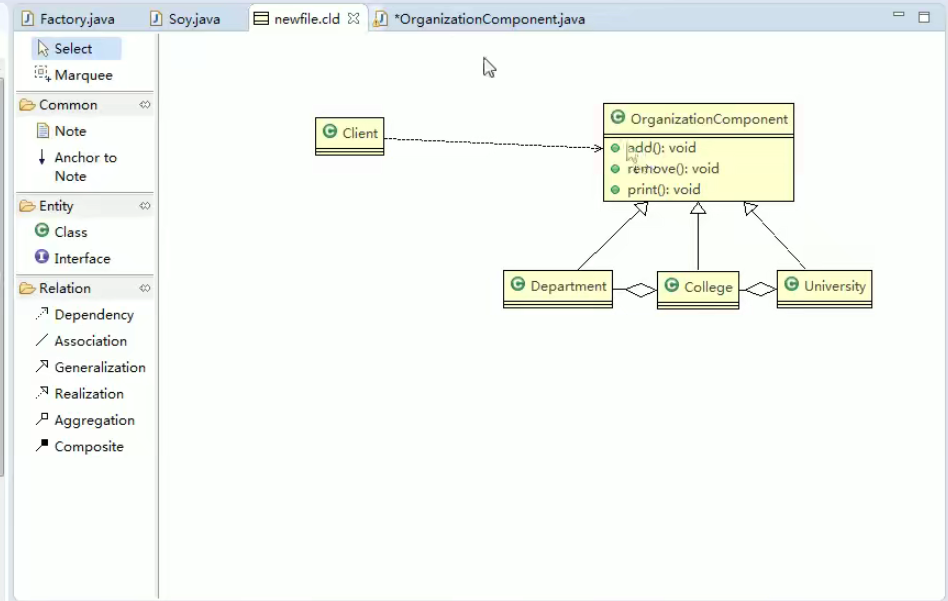 Factory.java
Soy.java
newfile.cld
*OrganizationComponent.java
Select
Marquee
Common
Note
Anchor to
Note
Entity
Class
Interface
Relation
Dependency
Association
Generalization
Realization
Aggregation
Composite
Client
OrganizationComponent
add(): void
remove(): void
print(): void
Department
College
University